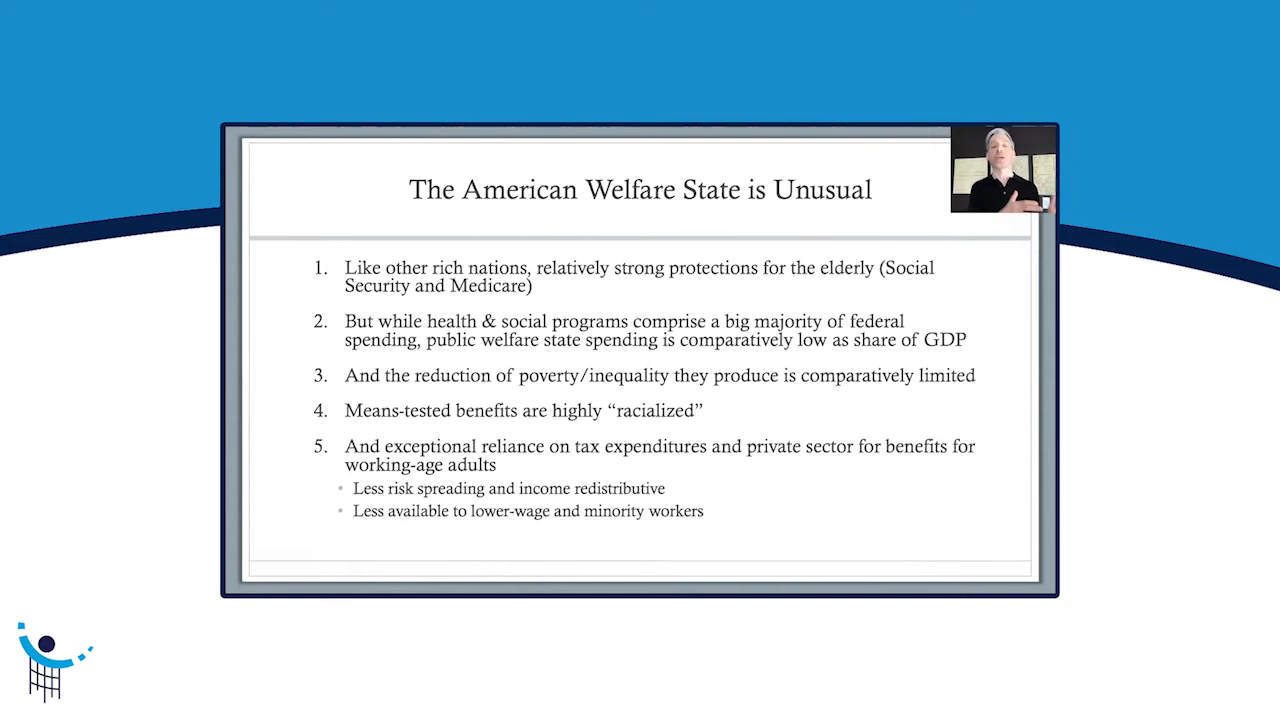 The American Welfare State is Unusual
1. Like other rich nations, relatively strong protections for the elderly (Social
Security and Medicare)
2. But while health & social programs comprise a big majority of federal
spending, public welfare state spending is comparatively low as share of GDP
3. And the reduction of poverty/inequality they produce is comparatively limited
4. Means-tested benefits are highly “racialized”
5. And exceptional reliance on tax expenditures and private sector for benefits for
working-age adults
• Less risk spreading and income redistributive
• Less available to lower-wage and minority workers